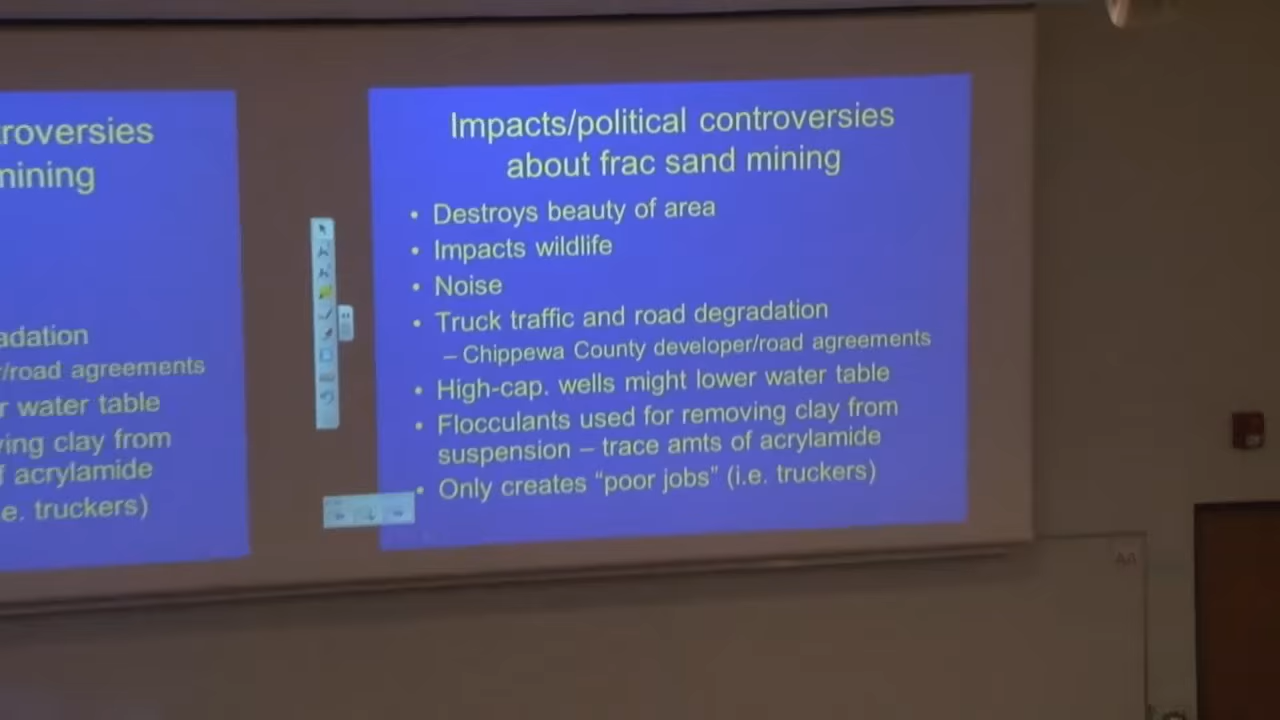 roversies
mining
adation
/road agreements
r water table
ving clay from
f acrylamide
e. truckers)
Impacts/political controversies
about frac sand mining
• Destroys beauty of area
• Impacts wildlife
• Noise
• Truck traffic and road degradation
– Chippewa County developer/road agreements
• High-cap. wells might lower water table
• Flocculants used for removing clay from
suspension – trace amts of acrylamide
• Only creates “poor jobs” (i.e. truckers)
AA